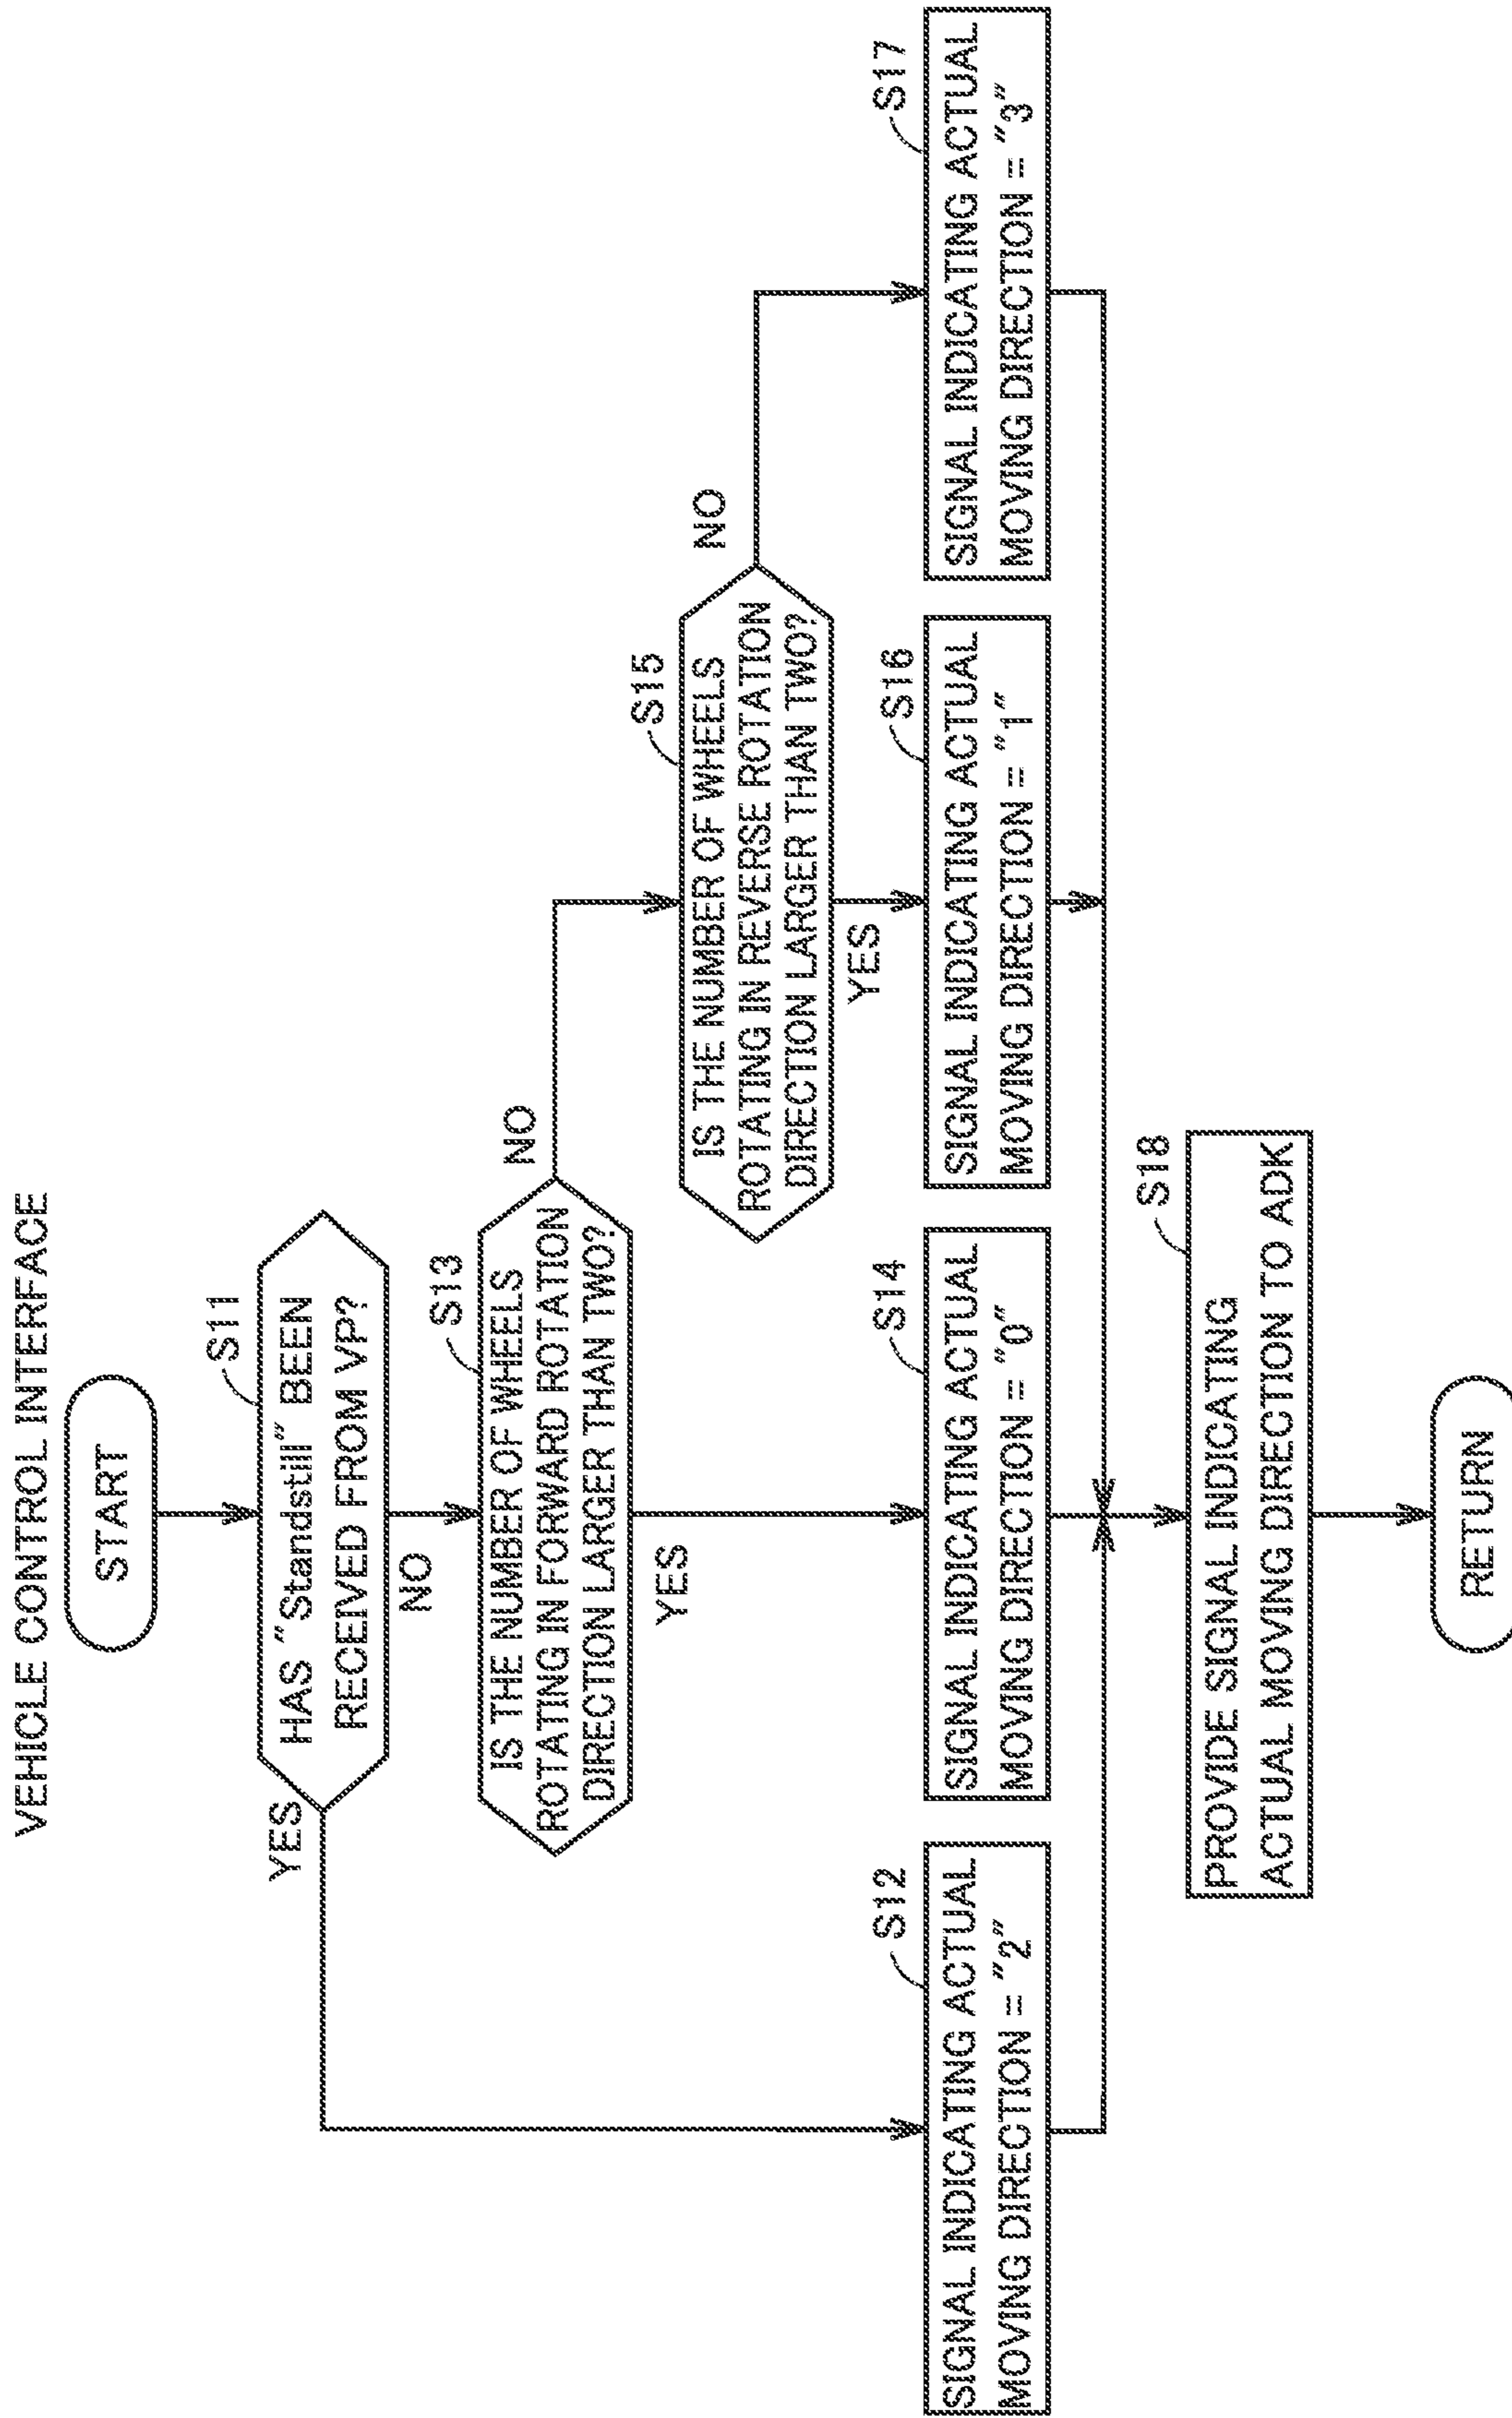 VEHICLE CONTROL INTERFACE
START
S11
HAS "Standstill" BEEN
RECEIVED FROM VP?
YES
NO
S13
IS THE NUMBER OF WHEELS
ROTATING IN FORWARD ROTATION
DIRECTION LARGER THAN TWO?
NO
YES
S15
IS THE NUMBER OF WHEELS
ROTATING IN REVERSE ROTATION
DIRECTION LARGER THAN TWO?
NO
YES
S12
SIGNAL INDICATING ACTUAL
MOVING DIRECTION = "2"
S14
SIGNAL INDICATING ACTUAL
MOVING DIRECTION = "0"
S16
SIGNAL INDICATING ACTUAL
MOVING DIRECTION = "1"
S17
SIGNAL INDICATING ACTUAL
MOVING DIRECTION = "3"
S18
PROVIDE SIGNAL INDICATING
ACTUAL MOVING DIRECTION TO ADK
RETURN